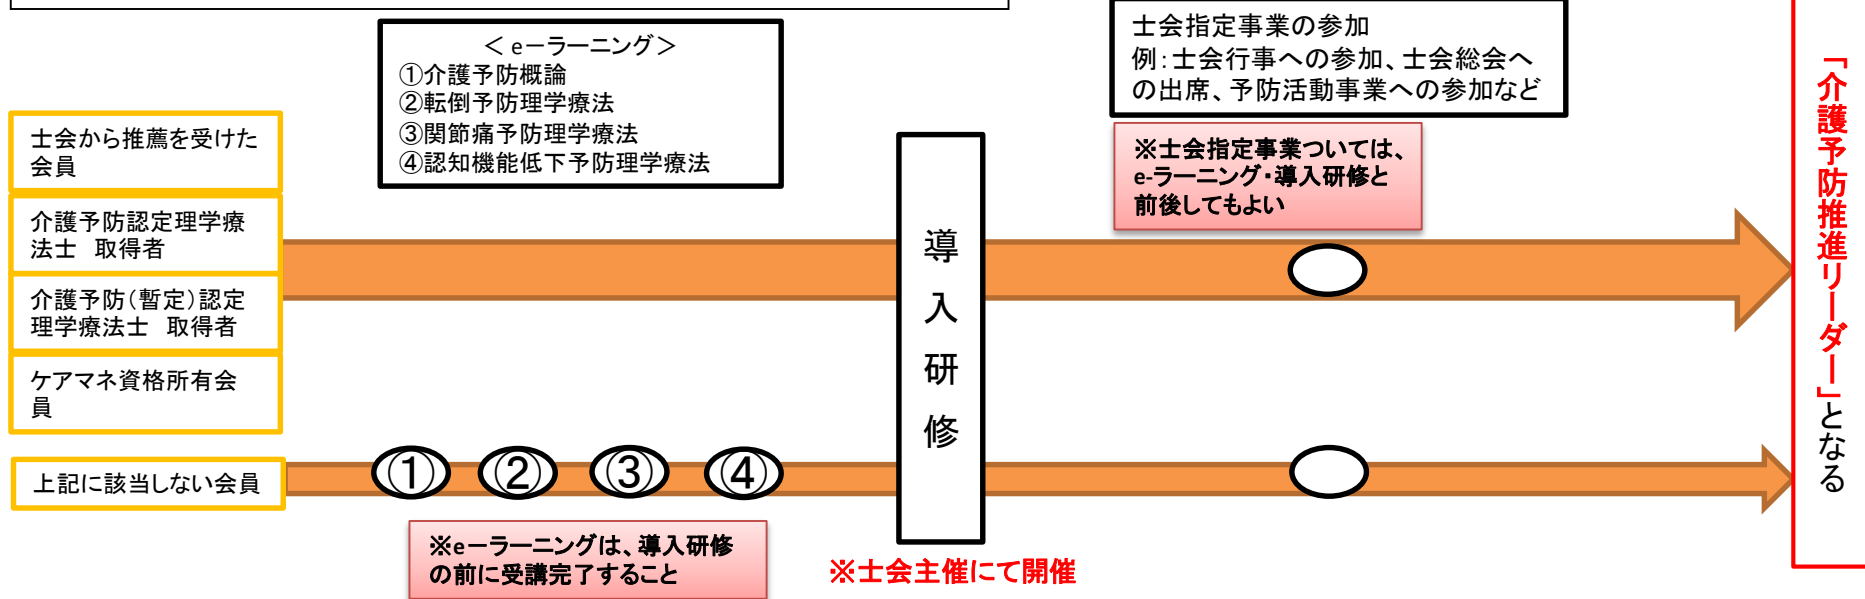 ＜e－ラーニング＞
①介護予防概論
②転倒予防理学療法
③関節痛予防理学療法
④認知機能低下予防理学療法
士会指定事業の参加
例：士会行事への参加、士会総会へ
の出席、予防活動事業への参加など
※士会指定事業ついては、
e-ラーニング・導入研修と
前後してもよい
士会から推薦を受けた
会員
介護予防認定理学療
法士　取得者
介護予防（暫定）認定
理学療法士　取得者
ケアマネ資格所有会
員
上記に該当しない会員
①
②
③
④
導入研修
※e－ラーニングは、導入研修
の前に受講完了すること
※士会主催にて開催
「介護予防推進リーダー」となる